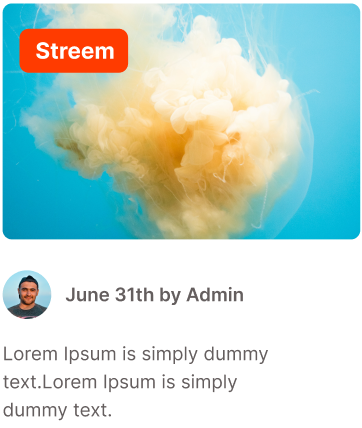 Streem
June 31th by Admin
Lorem Ipsum is simply dummy
text.Lorem Ipsum is simply
dummy text.